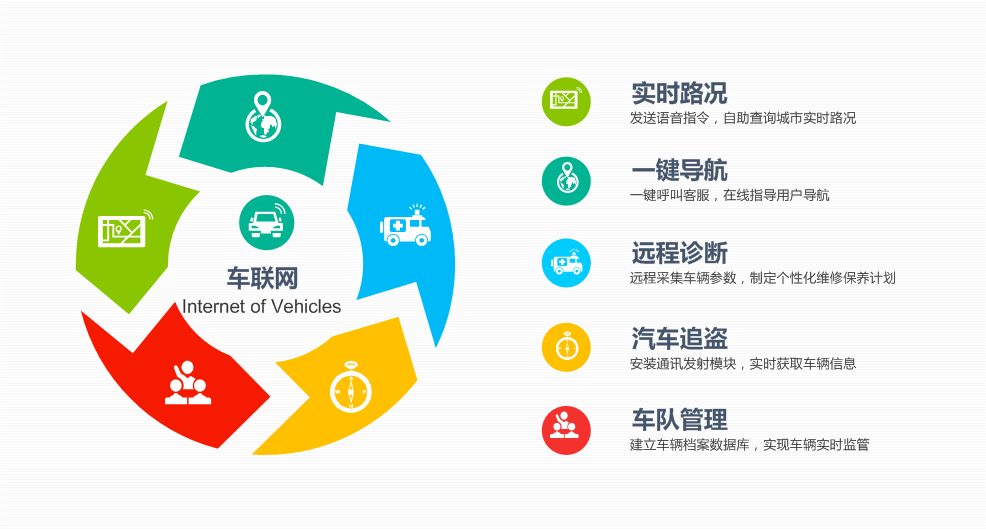 车联网
Internet of Vehicles
实时路况
发送语音指令，自助查询城市实时路况
一键导航
一键呼叫客服，在线指导用户导航
远程诊断
远程采集车辆参数，制定个性化维修保养计划
汽车追盗
安装通讯发射模块，实时获取车辆信息
车队管理
建立车辆档案数据库，实现车辆实时监管